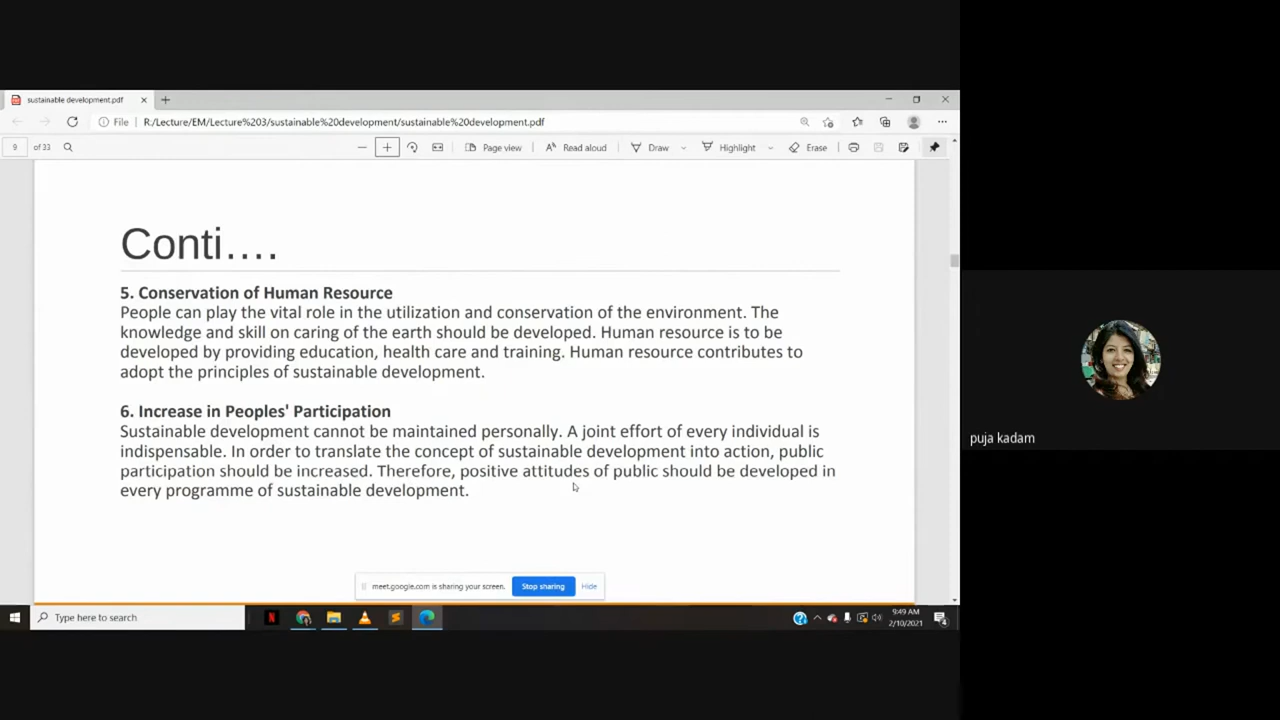 sustainable development.pdf
File R:/Lecture/EM/Lecture%203/sustainable%20development/sustainable%20development.pdf
9 of 33 Page view Read aloud Draw Highlight Erase
Conti....
5. Conservation of Human Resource
People can play the vital role in the utilization and conservation of the environment. The
knowledge and skill on caring of the earth should be developed. Human resource is to be
developed by providing education, health care and training. Human resource contributes to
adopt the principles of sustainable development.
6. Increase in Peoples' Participation
Sustainable development cannot be maintained personally. A joint effort of every individual is
indispensable. In order to translate the concept of sustainable development into action, public
participation should be increased. Therefore, positive attitudes of public should be developed in
every programme of sustainable development.
puja kadam
meet.google.com is sharing your screen. Stop sharing Hide
Type here to search
9:49 AM
2/10/2021